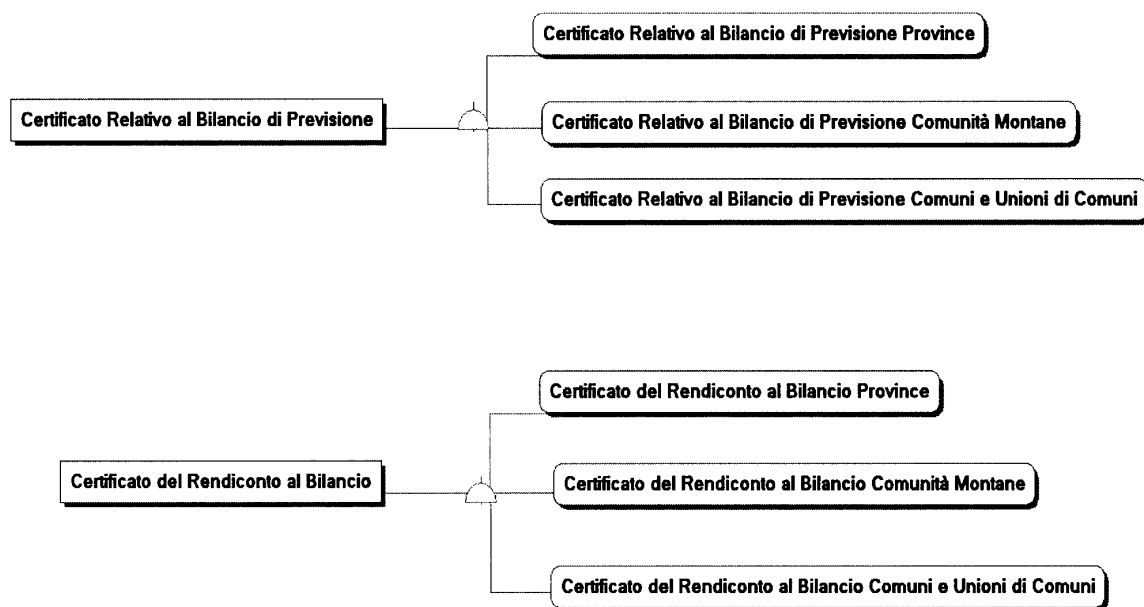 Certificato Relativo al Bilancio di Previsione Province
Certificato Relativo al Bilancio di Previsione
Certificato Relativo al Bilancio di Previsione Comunità Montane
Certificato Relativo al Bilancio di Previsione Comuni e Unioni di Comuni
Certificato del Rendiconto al Bilancio Province
Certificato del Rendiconto al Bilancio
Certificato del Rendiconto al Bilancio Comunità Montane
Certificato del Rendiconto al Bilancio Comuni e Unioni di Comuni